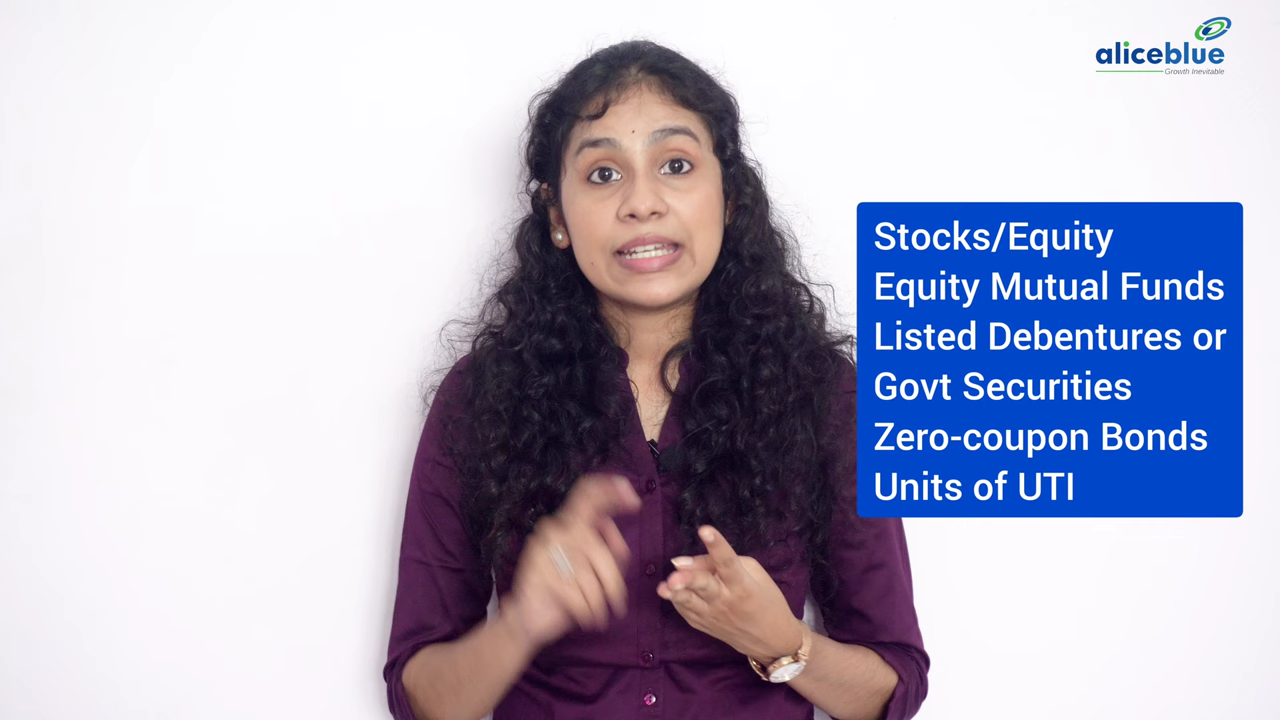 aliceblue
Growth Inevitable
Stocks/Equity
Equity Mutual Funds
Listed Debentures or
Govt Securities
Zero-coupon Bonds
Units of UTI